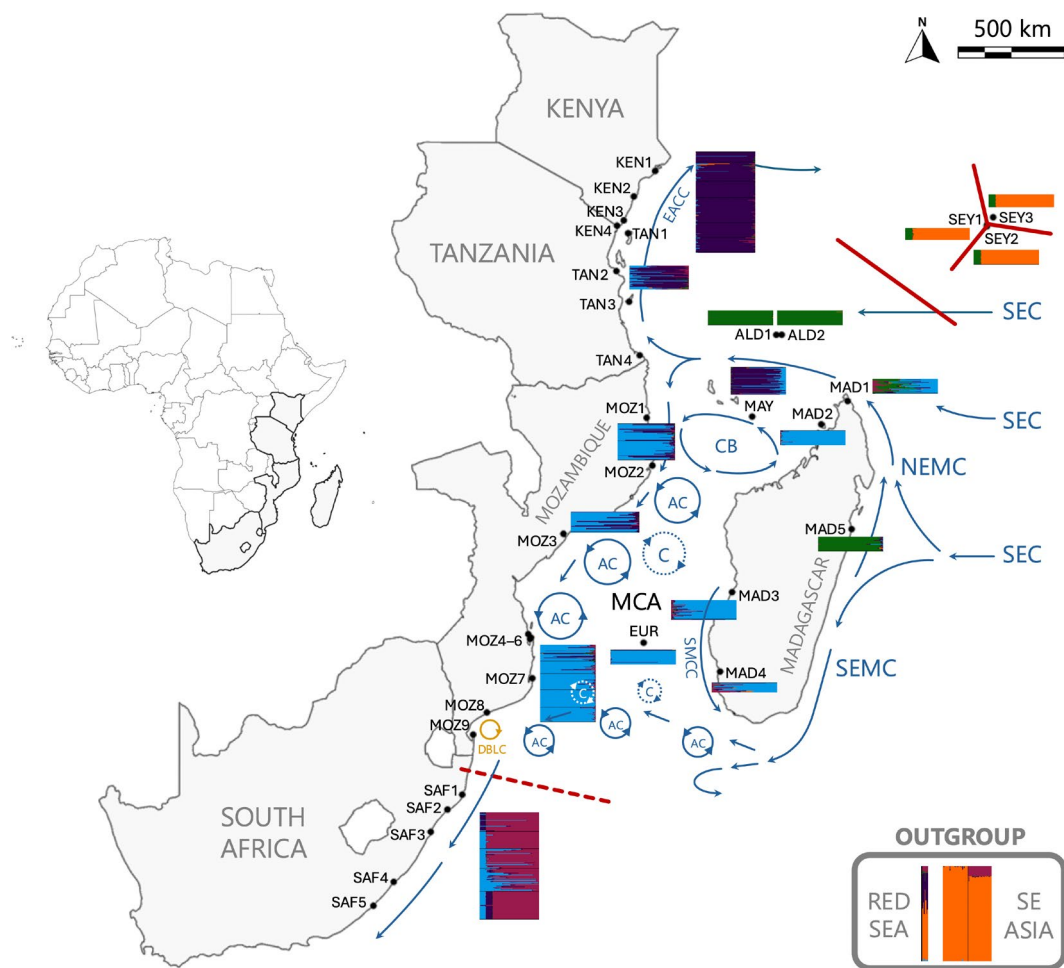 N
500 km
KENYA
KEN1
KEN2
EACC
KEN3
SEY1
SEY3
KEN4
TAN1
SEY2
TANZANIA
TAN2
TAN3
SEC
ALD1
ALD2
TAN4
MAD1
MOZ1
MAY
MAD2
SEC
CB
MOZAMBIQUE
MOZ2
NEMC
AC
MAD5
MOZ3
C
SEC
AC
MAD3
MCA
AC
MADAGASCAR
EUR
MOZ4–6
SMCC
SEMC
MAD4
MOZ7
C
C
MOZ8
MOZ9
AC
DBLC
AC
AC
SAF1
SAF2
SOUTH
AFRICA
SAF3
OUTGROUP
SAF4
SAF5
RED
SEA
SE
ASIA